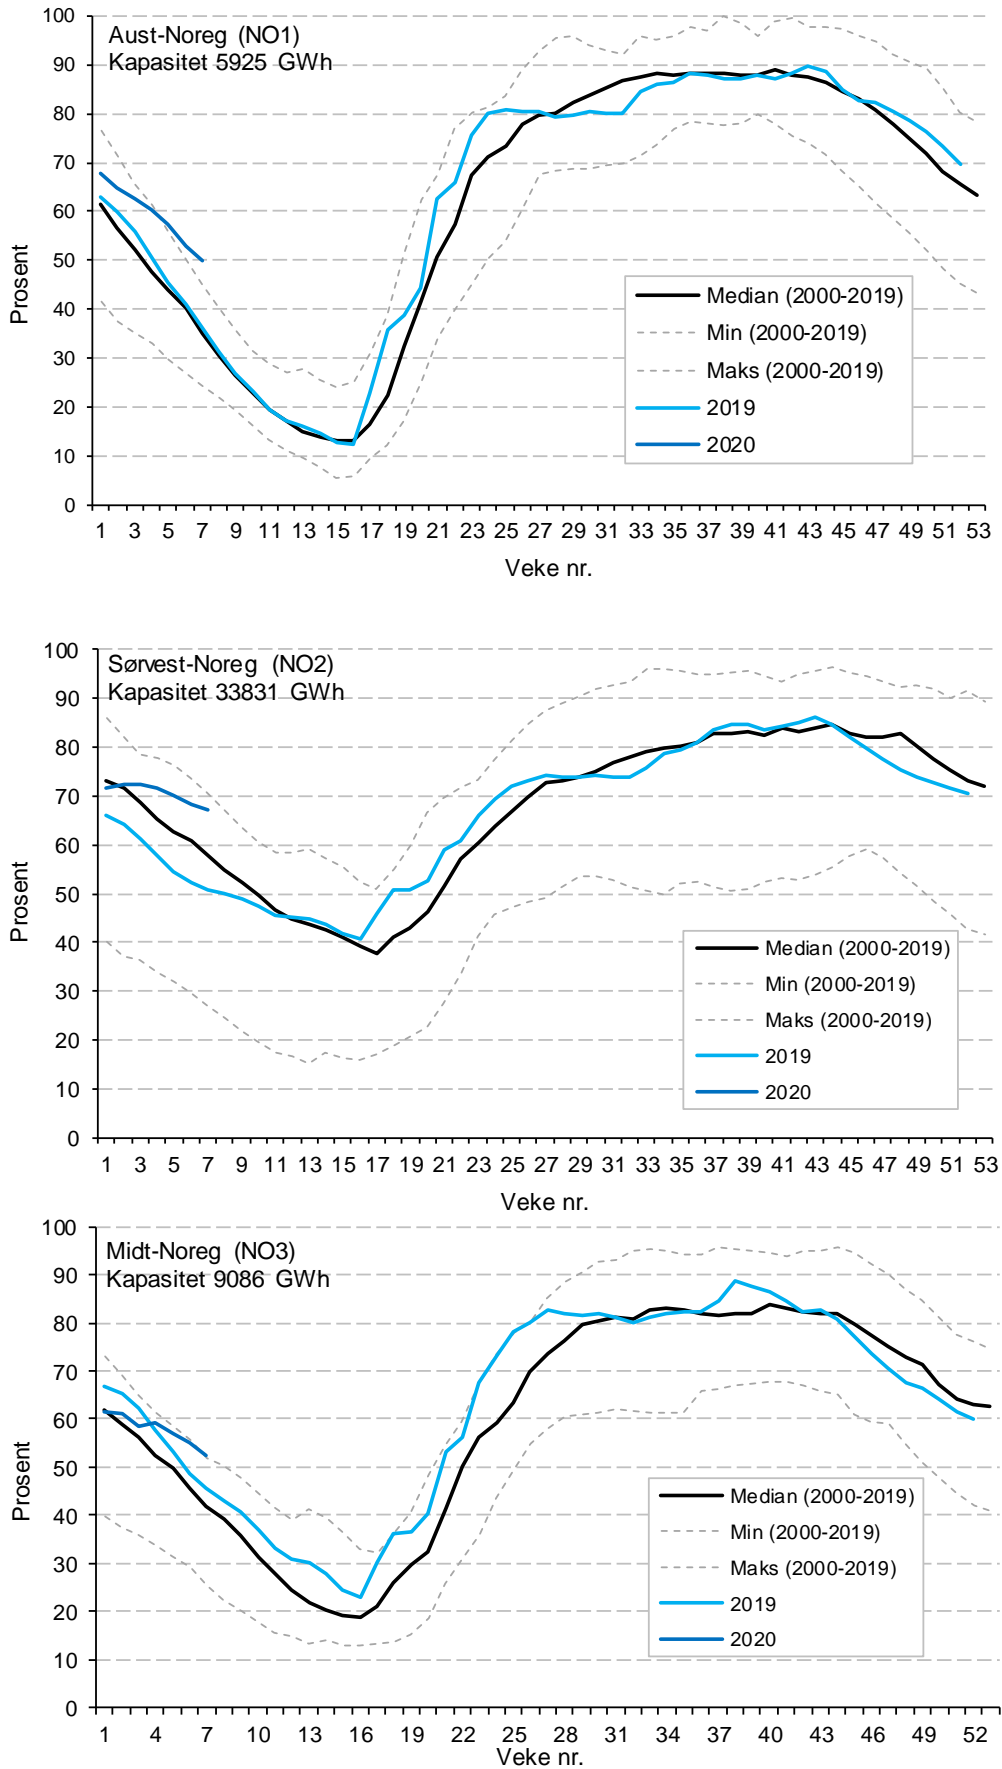 Aust-Noreg (NO1)
Kapasitet 5925 GWh
100
90
80
70
60
50
40
30
20
10
0
Prosent
Median (2000-2019)
Min (2000-2019)
Maks (2000-2019)
2019
2020
1 3 5 7 9 11 13 15 17 19 21 23 25 27 29 31 33 35 37 39 41 43 45 47 49 51 53
Veke nr.
Sørvest-Noreg (NO2)
Kapasitet 33831 GWh
100
90
80
70
60
50
40
30
20
10
0
Prosent
Median (2000-2019)
Min (2000-2019)
Maks (2000-2019)
2019
2020
1 3 5 7 9 11 13 15 17 19 21 23 25 27 29 31 33 35 37 39 41 43 45 47 49 51 53
Veke nr.
Midt-Noreg (NO3)
Kapasitet 9086 GWh
100
90
80
70
60
50
40
30
20
10
0
Prosent
Median (2000-2019)
Min (2000-2019)
Maks (2000-2019)
2019
2020
1 4 7 10 13 16 19 22 25 28 31 34 37 40 43 46 49 52
Veke nr.